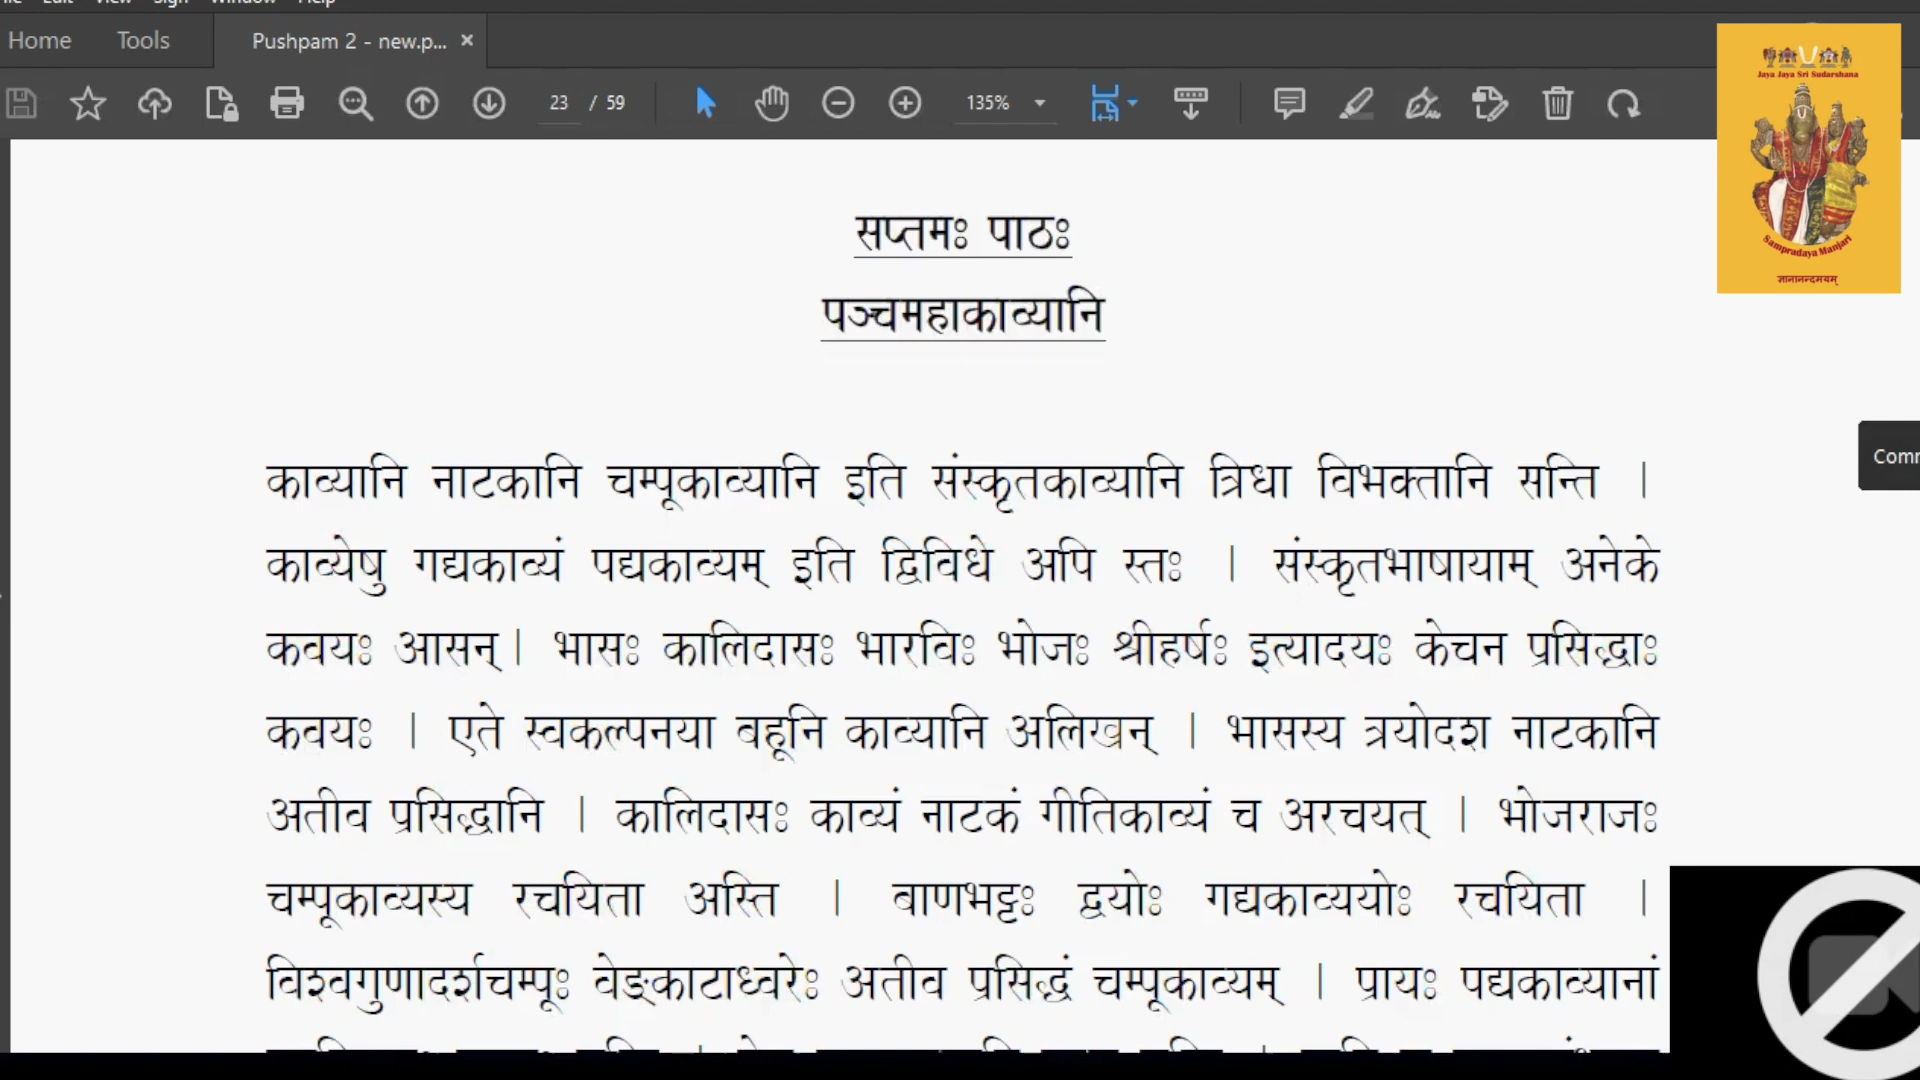 Home Tools Pushpam 2 - new.p... ×
23 / 59 135%
Jaya Jaya Sri Sudarshana
Sampradaya Manjari
ज्ञानानन्दमयम्
सप्तमः पाठः
पञ्चमहाकाव्यानि
Comm
काव्यानि नाटकानि चम्पूकाव्यानि इति संस्कृतकाव्यानि त्रिधा विभक्तानि सन्ति ।
काव्येषु गद्यकाव्यं पद्यकाव्यम् इति द्विविधे अपि स्तः । संस्कृतभाषायाम् अनेके
कवयः आसन् । भासः कालिदासः भारविः भोजः श्रीहर्षः इत्यादयः केचन प्रसिद्धाः
कवयः । एते स्वकल्पनया बहूनि काव्यानि अलिखन् । भासस्य त्रयोदश नाटकानि
अतीव प्रसिद्धानि । कालिदासः काव्यं नाटकं गीतिकाव्यं च अरचयत् । भोजराजः
चम्पूकाव्यस्य रचयिता अस्ति । बाणभट्टः द्वयोः गद्यकाव्ययोः रचयिता ।
विश्वगुणादर्शचम्पूः वेङ्काटाध्वरेः अतीव प्रसिद्धं चम्पूकाव्यम् । प्रायः पद्यकाव्यानां